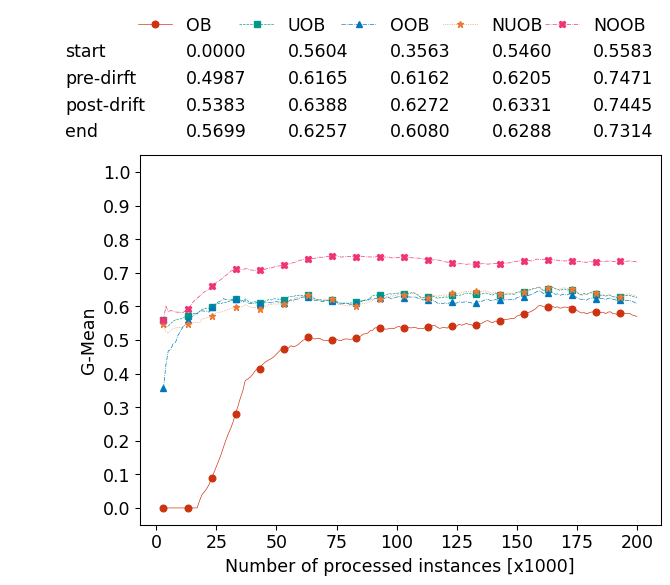 OB UOB OOB NUOB NOOB
start 0.0000 0.5604 0.3563 0.5460 0.5583
pre-dirft 0.4987 0.6165 0.6162 0.6205 0.7471
post-drift 0.5383 0.6388 0.6272 0.6331 0.7445
end 0.5699 0.6257 0.6080 0.6288 0.7314
1.0
0.9
0.8
0.7
0.6
0.5
0.4
0.3
0.2
0.1
0.0
G-Mean
0 25 50 75 100 125 150 175 200
Number of processed instances [x1000]